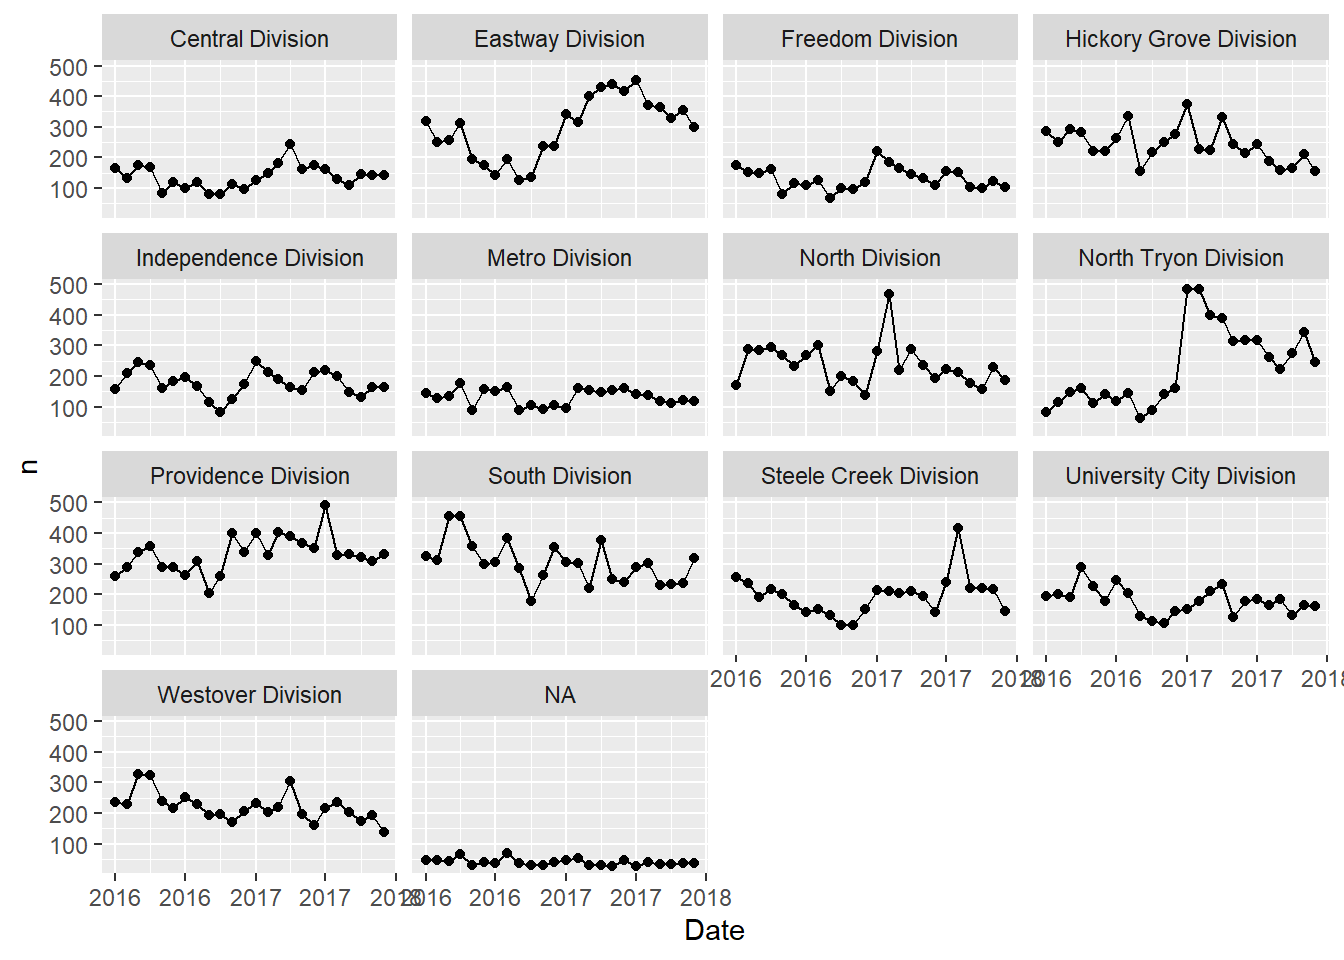 Central Division Eastway Division Freedom Division Hickory Grove Division
500
400
300
200
100
Independence Division Metro Division North Division North Tryon Division
500
400
300
200
100
n
Providence Division South Division Steele Creek Division University City Division
500
400
300
200
100
2016 2016 2017 2017 2018 2016 2016 2017 2017 2018
Westover Division NA
500
400
300
200
100
2016 2016 2017 2017 2018 2016 2016 2017 2017 2018
Date